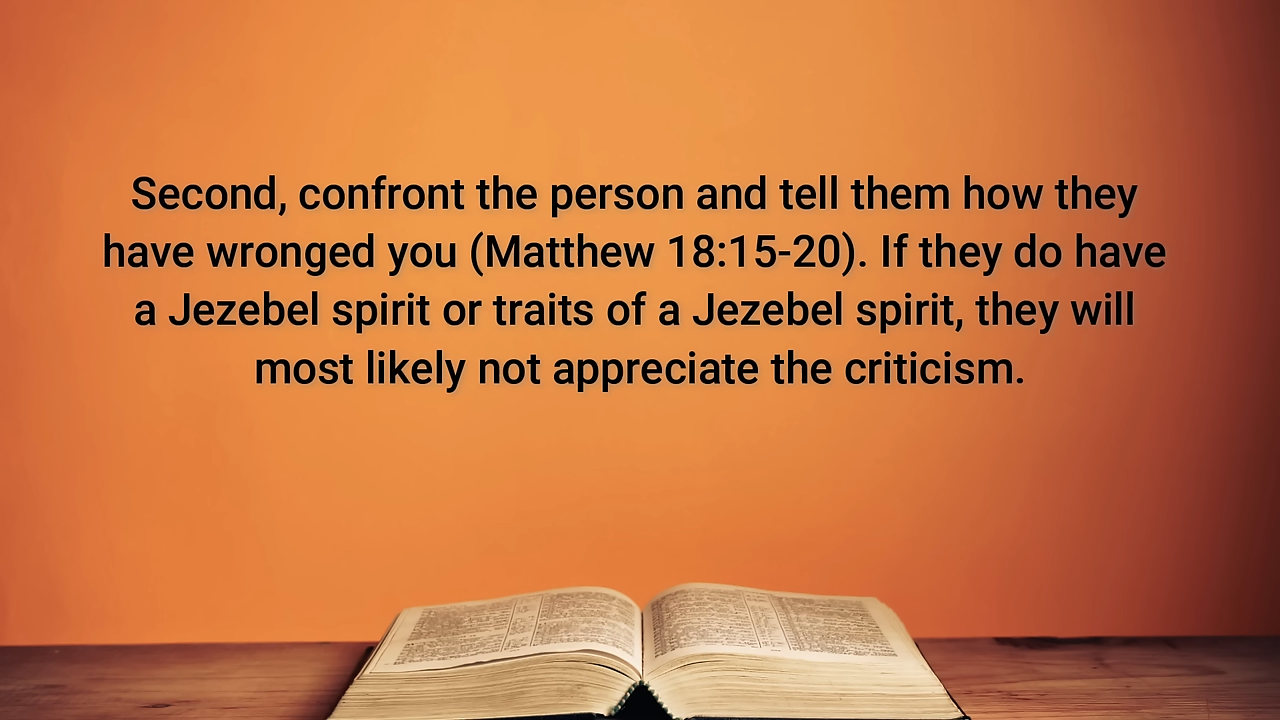 Second, confront the person and tell them how they
have wronged you (Matthew 18:15-20). If they do have
a Jezebel spirit or traits of a Jezebel spirit, they will
most likely not appreciate the criticism.